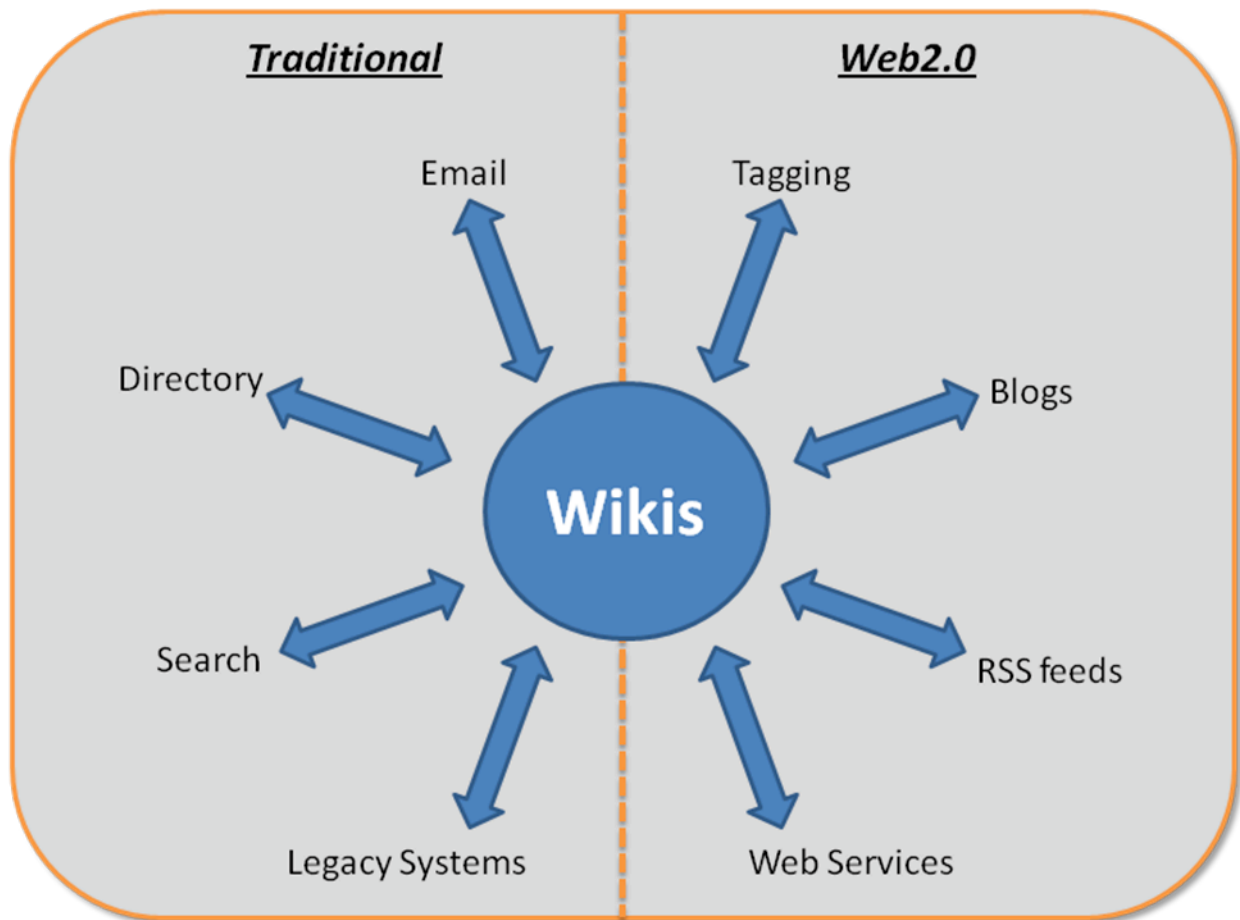 Traditional
Web2.0
Email
Tagging
Directory
Blogs
Wikis
Search
RSS feeds
Legacy Systems
Web Services